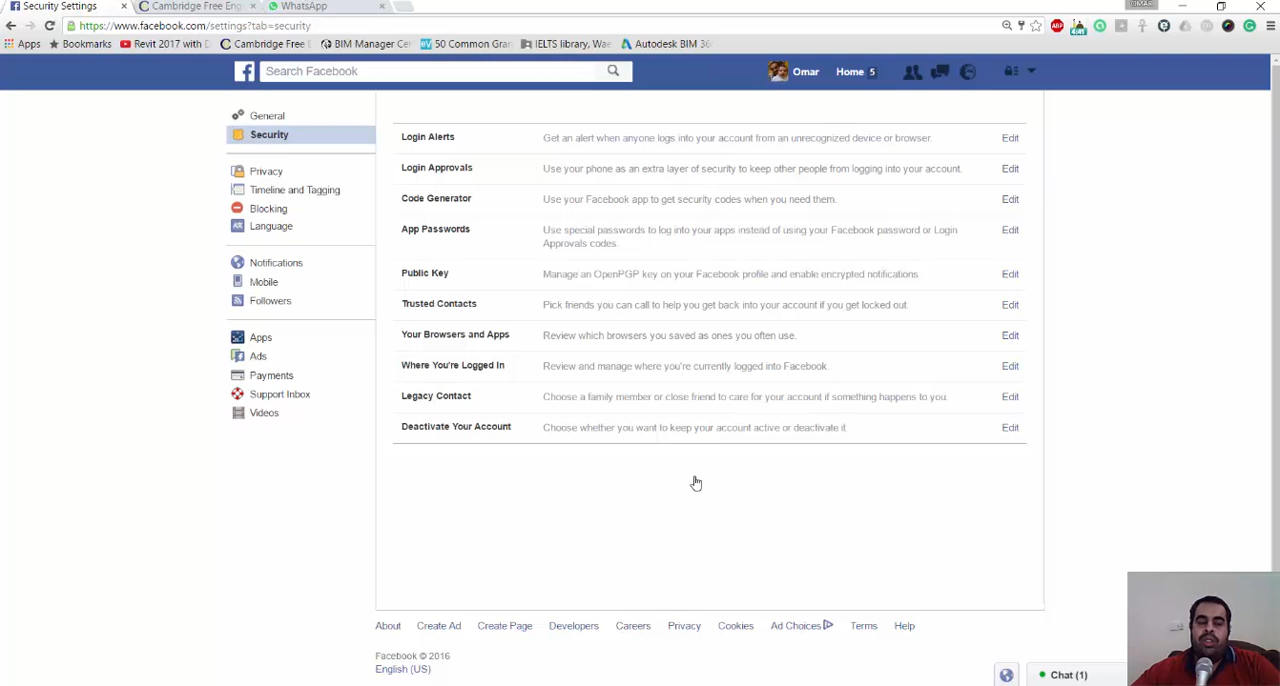 OMAR
Security Settings
Cambridge Free Eng
WhatsApp
https://www.facebook.com/settings?tab=security
ABP
Apps
Bookmarks
Revit 2017 with D
Cambridge Free D
BIM Manager Cer
50 Common Gra
IELTS library, Wae
Autodesk BIM 36
Search Facebook
Omar
Home 5
General
Security
Privacy
Timeline and Tagging
Blocking
Language
Notifications
Mobile
Followers
Apps
Ads
Payments
Support Inbox
Videos
Login Alerts Get an alert when anyone logs into your account from an unrecognized device or browser. Edit
Login Approvals Use your phone as an extra layer of security to keep other people from logging into your account. Edit
Code Generator Use your Facebook app to get security codes when you need them. Edit
App Passwords Use special passwords to log into your apps instead of using your Facebook password or Login Edit
Approvals codes.
Public Key Manage an OpenPGP key on your Facebook profile and enable encrypted notifications. Edit
Trusted Contacts Pick friends you can call to help you get back into your account if you get locked out. Edit
Your Browsers and Apps Review which browsers you saved as ones you often use. Edit
Where You're Logged In Review and manage where you're currently logged into Facebook. Edit
Legacy Contact Choose a family member or close friend to care for your account if something happens to you. Edit
Deactivate Your Account Choose whether you want to keep your account active or deactivate it. Edit
About Create Ad Create Page Developers Careers Privacy Cookies Ad Choices Terms Help
Facebook © 2016
English (US)
Chat (1)